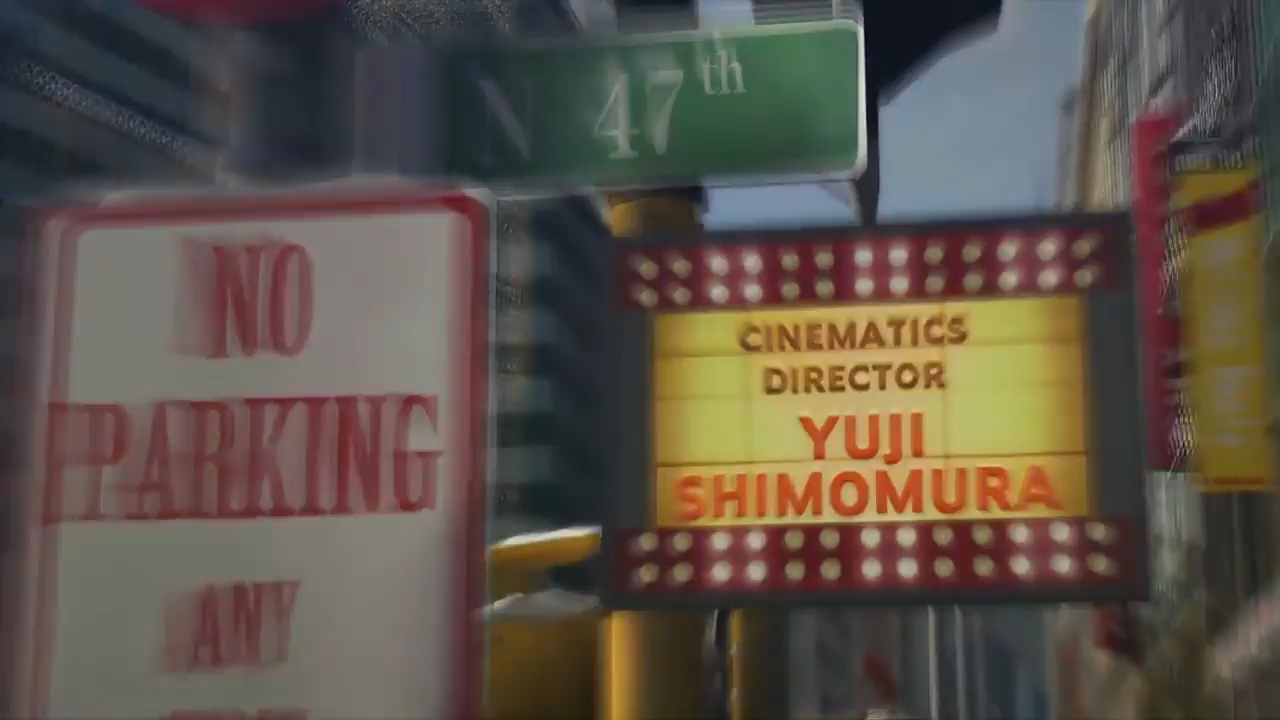 N 47th
NO
PARKING
ANY
CINEMATICS
DIRECTOR
YUJI
SHIMOMURA